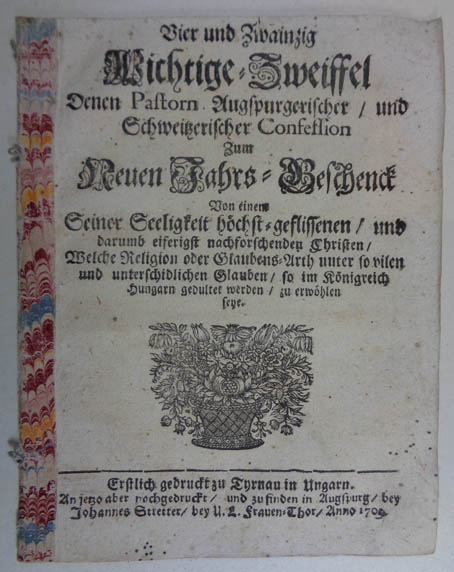 Vier und Zwaintzig
Wichtige-Zweiffel
Denen Pastorn Augspurgerischer / und
Schweitzerischer Confession
Zum
Neuen Jahrs-Geschenck
Von einem
Seiner Seeligkeit höchst-geflissenen / und
darumb eiferigst nachforschenden Christen /
Welche Religion oder Glaubens-Arth unter so vilen
und unterschidlichen Glauben / so im Königreich
Hungarn gedultet werden / zu erwöhlen
seye.
Erstlich gedruckt zu Tyrnau in Ungarn.
An jetzo aber nachgedruckt / und zu finden in Augspurg / bey
Johannes Stretter / bey U. L. Frauen-Thor / Anno